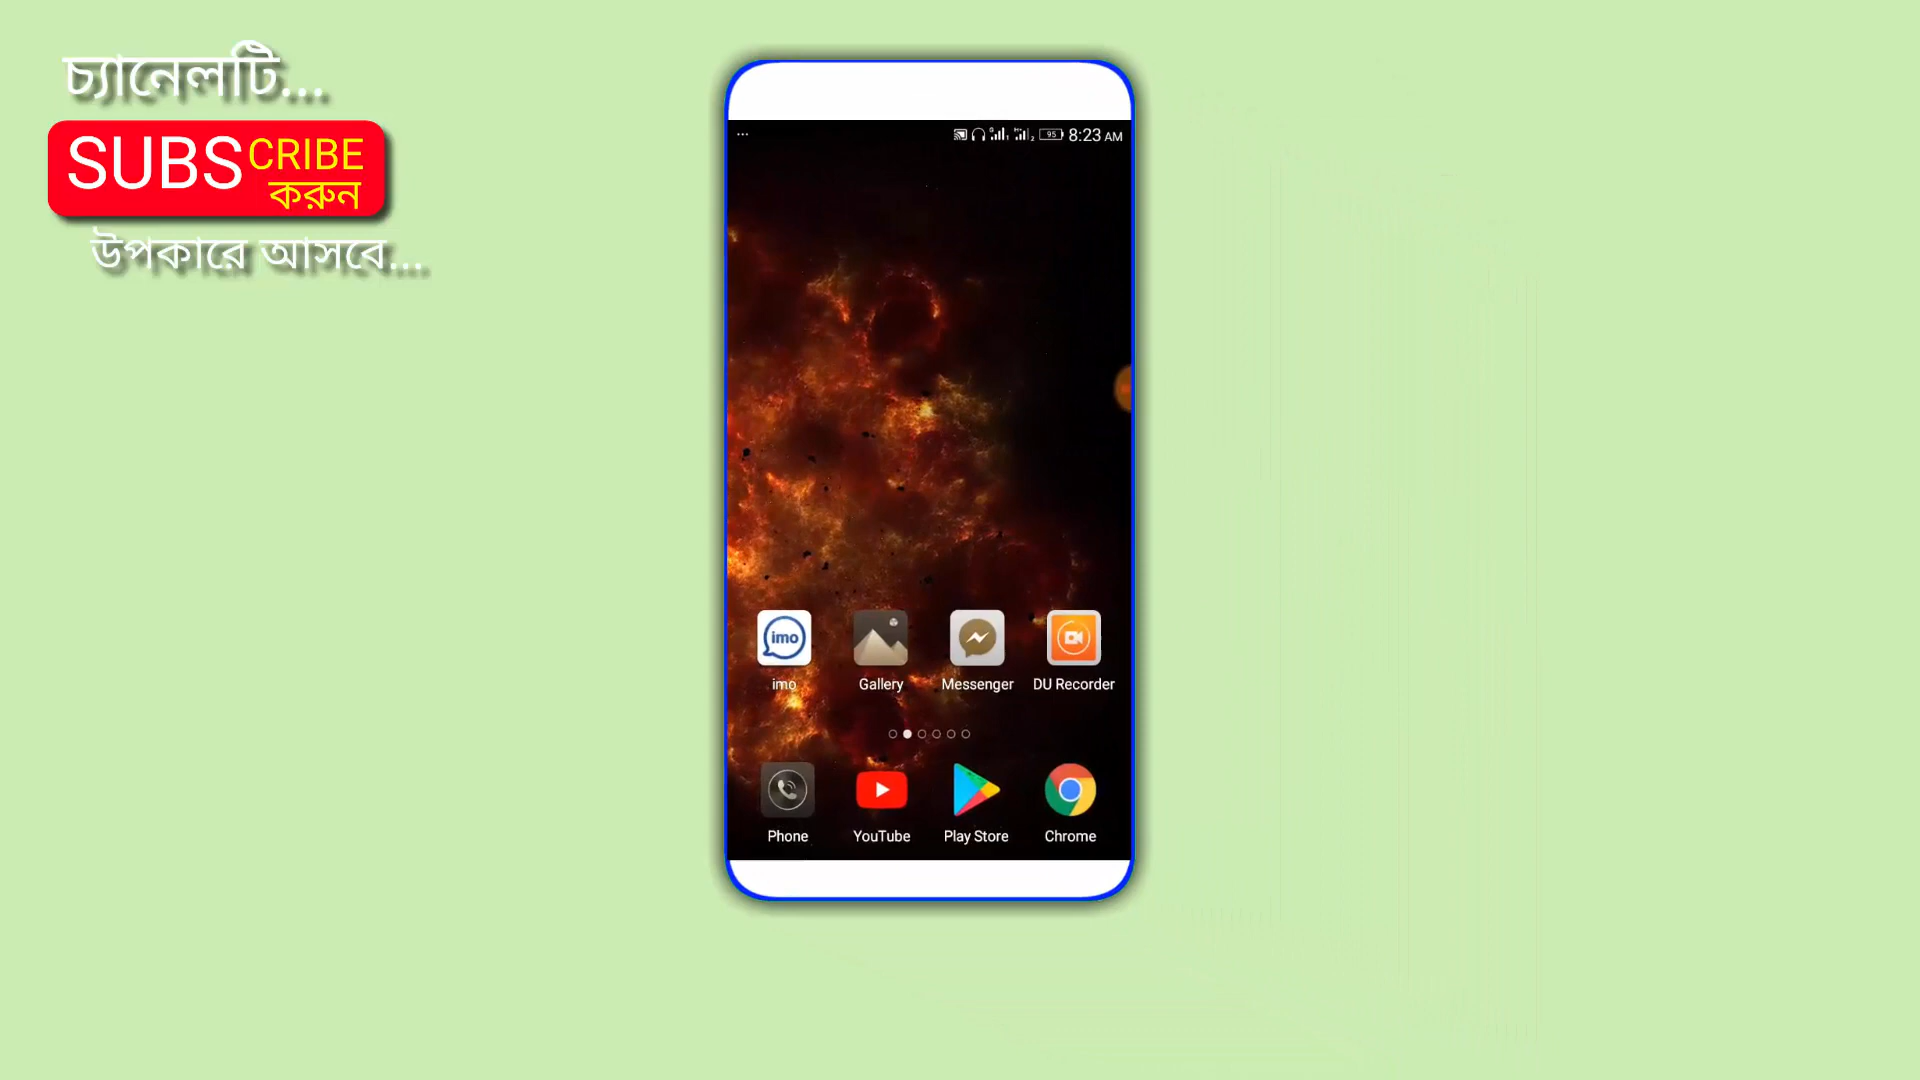 চ্যানেলটি...
SUBSCRIBE
করুন
উপকারে আসবে...
... 95 8:23 AM
imo
imo Gallery Messenger DU Recorder
Phone YouTube Play Store Chrome